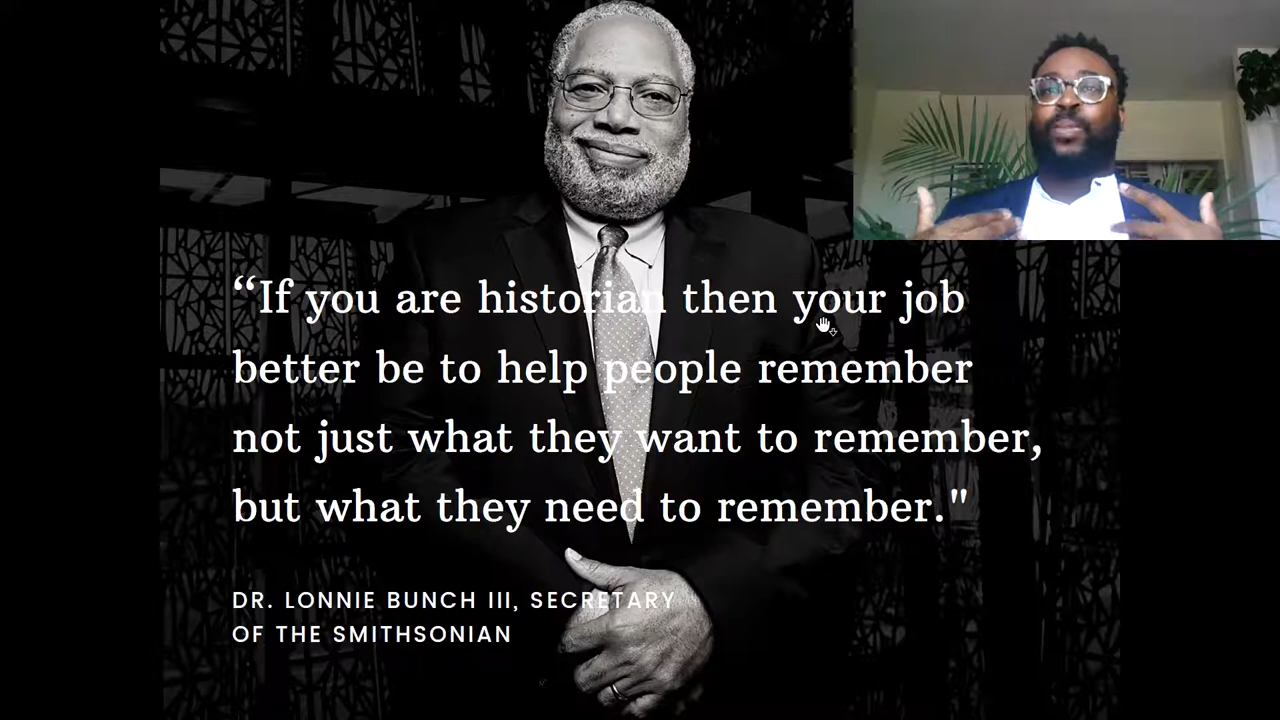 “If you are historian then your job
better be to help people remember
not just what they want to remember,
but what they need to remember."
DR. LONNIE BUNCH III, SECRETARY
OF THE SMITHSONIAN